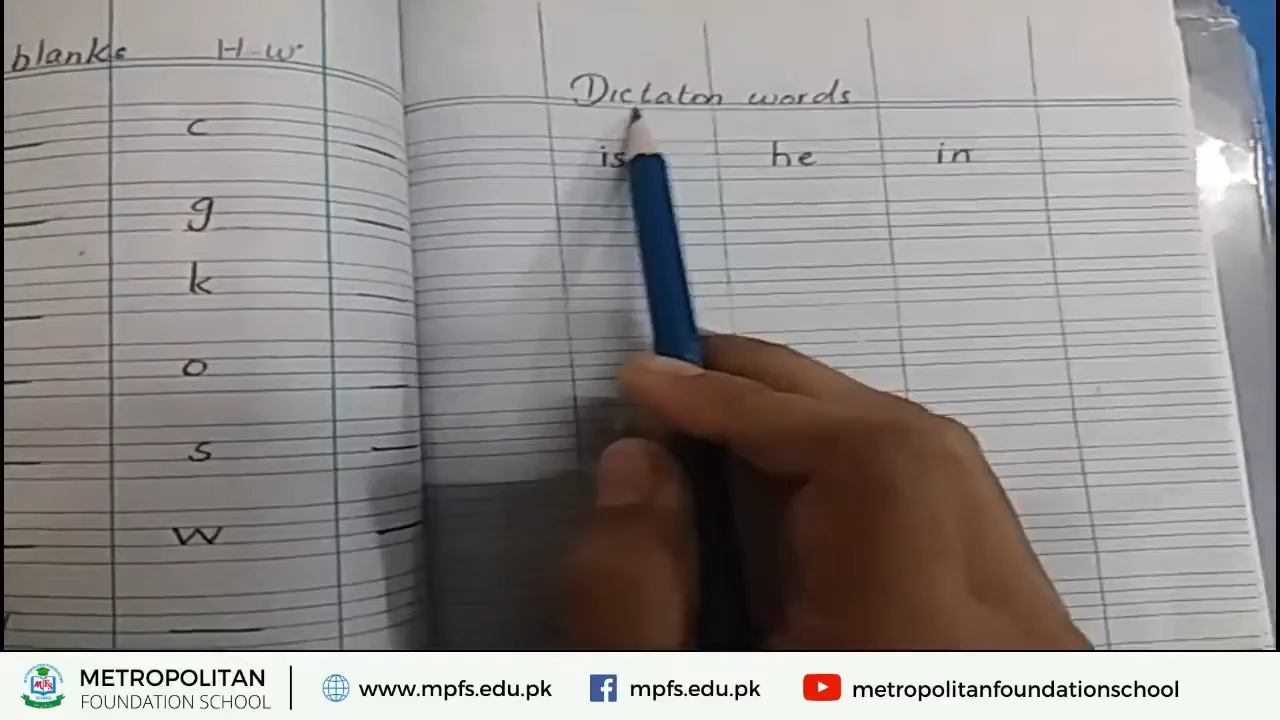 blanks H-w
c
g
k
o
s
w
Dictaton words
is he in
METROPOLITAN
FOUNDATION SCHOOL
www.mpfs.edu.pk
mpfs.edu.pk
metropolitanfoundationschool